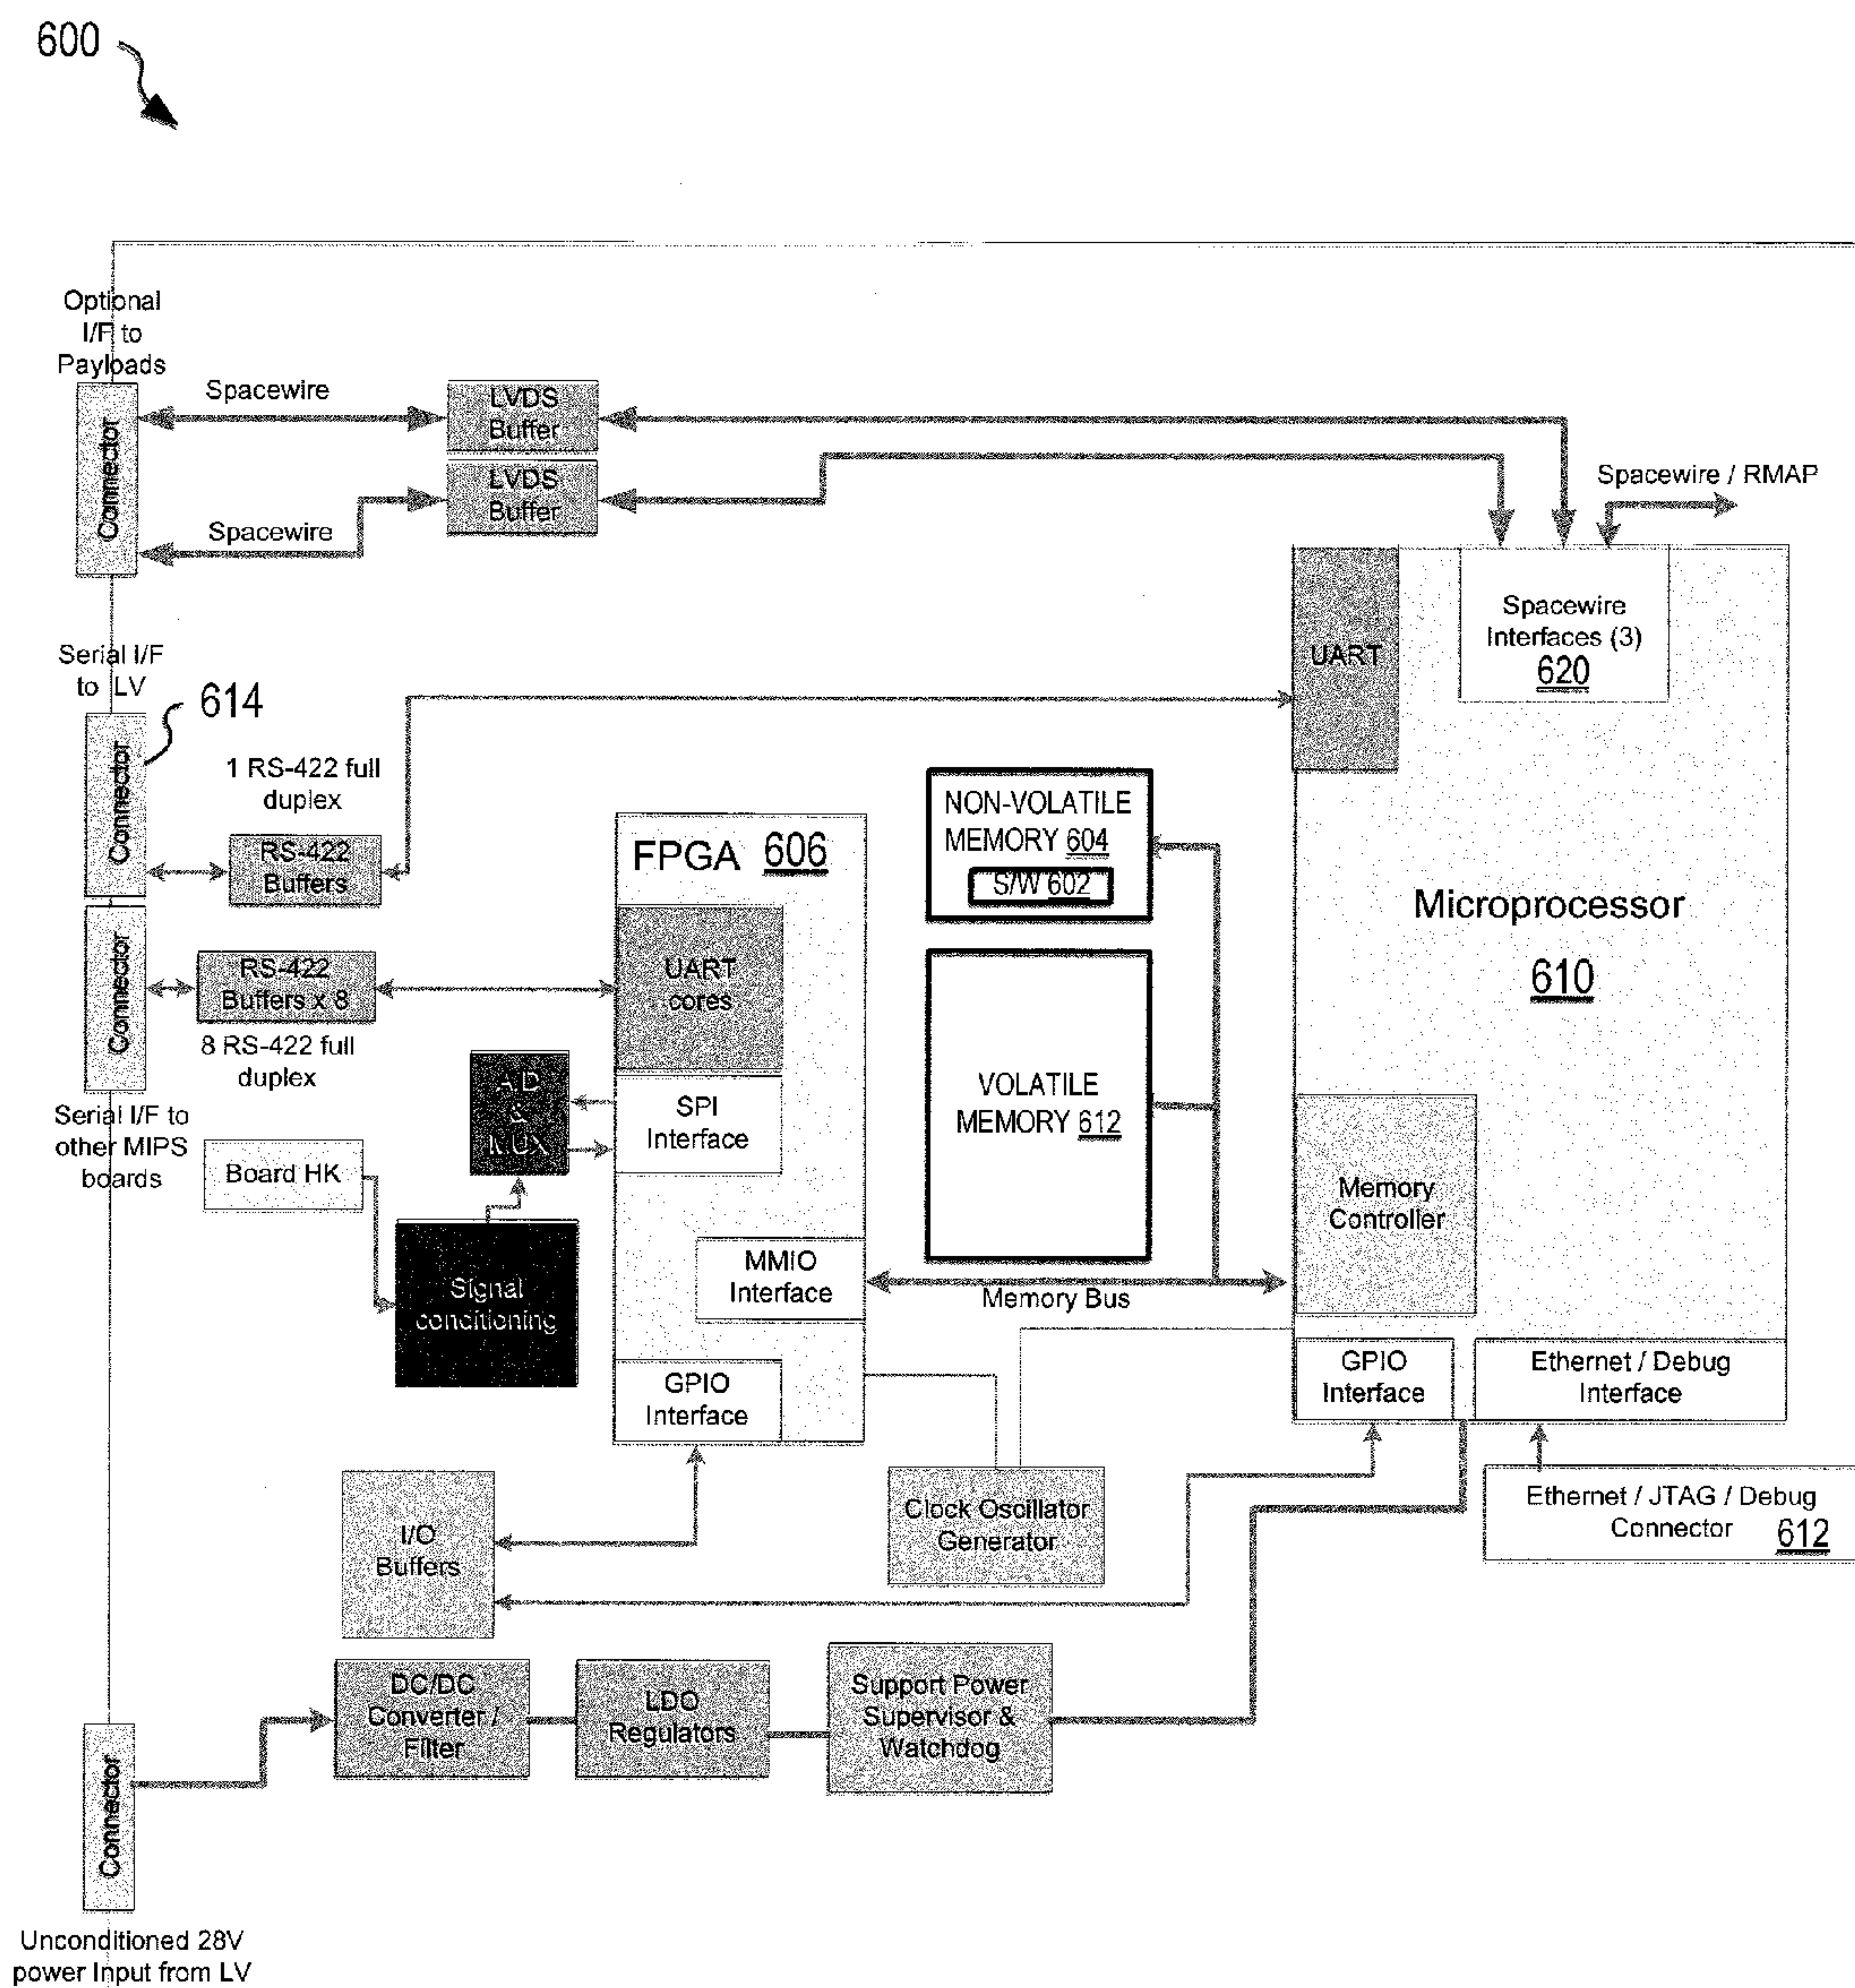 600
Optional
I/F to
Payloads
Connector
Spacewire
Spacewire
LVDS
Buffer
LVDS
Buffer
Spacewire / RMAP
UART
Spacewire
Interfaces (3)
620
Serial I/F
to LV
614
Connector
1 RS-422 full
duplex
RS-422
Buffers
Connector
RS-422
Buffers x 8
8 RS-422 full
duplex
Serial I/F to
other MIPS
boards
FPGA 606
UART
cores
SPI
Interface
MMIO
Interface
GPIO
Interface
A/D
&
MUX
Board HK
Signal
conditioning
NON-VOLATILE
MEMORY 604
S/W 602
VOLATILE
MEMORY 612
Memory Bus
Microprocessor
610
Memory
Controller
GPIO
Interface
Ethernet / Debug
Interface
Ethernet / JTAG / Debug
Connector 612
Clock Oscillator
Generator
I/O
Buffers
DC/DC
Converter /
Filter
LDO
Regulators
Support Power
Supervisor &
Watchdog
Connector
Unconditioned 28V
power Input from LV